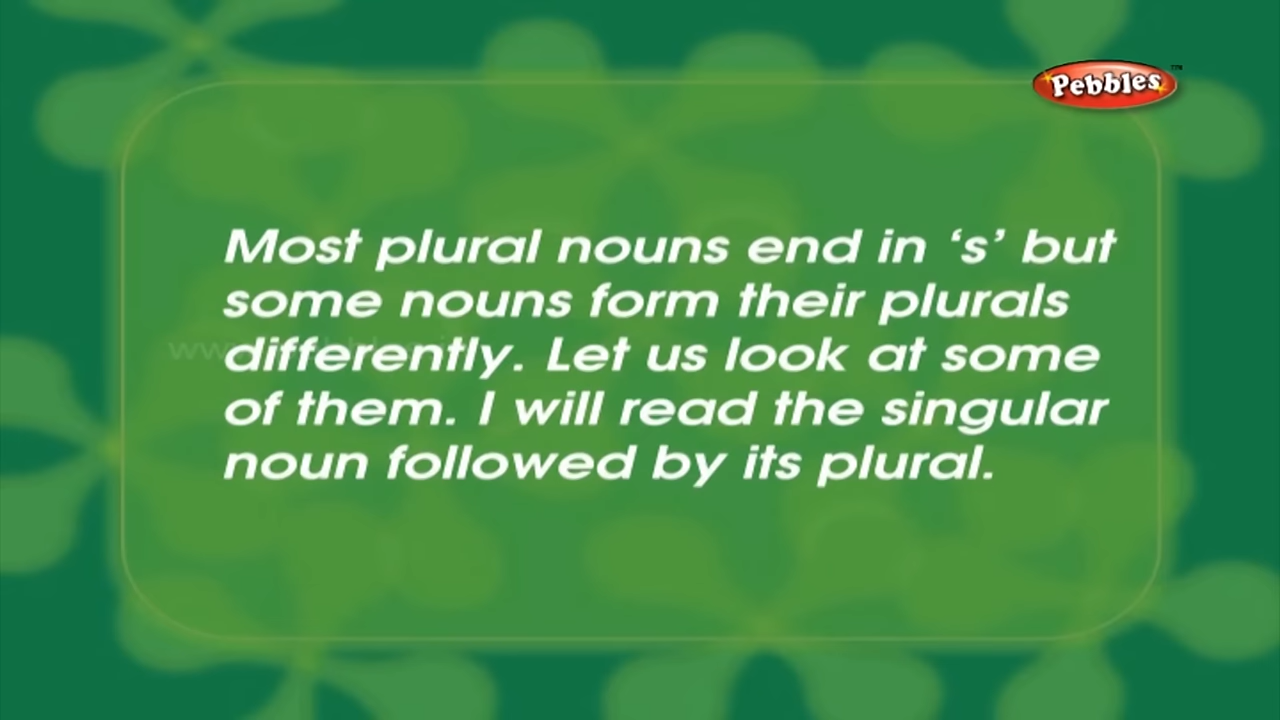 Pebbles™
Most plural nouns end in ‘s’ but
some nouns form their plurals
differently. Let us look at some
of them. I will read the singular
noun followed by its plural.